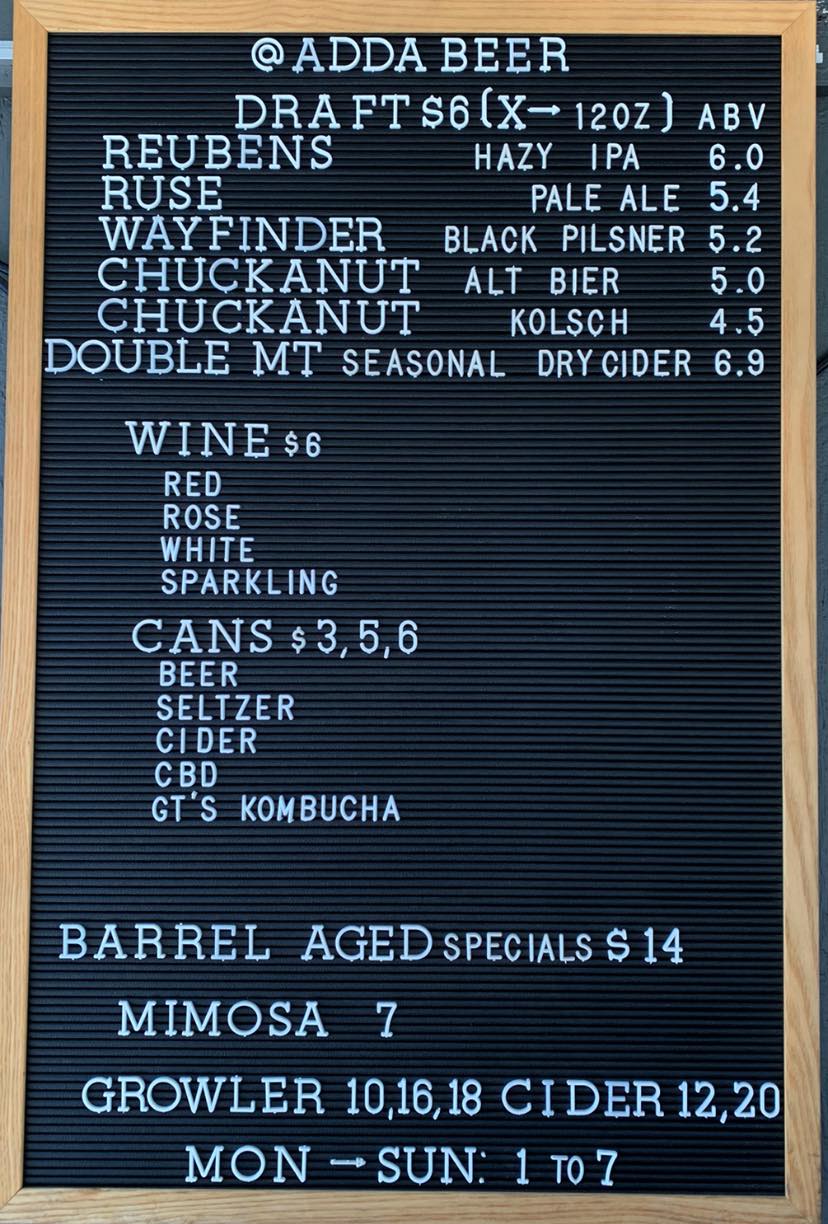 @ADDA BEER
DRAFT $6 (X→ 12OZ) ABV
REUBENS HAZY IPA 6.0
RUSE PALE ALE 5.4
WAYFINDER BLACK PILSNER 5.2
CHUCKANUT ALT BIER 5.0
CHUCKANUT KOLSCH 4.5
DOUBLE MT SEASONAL DRY CIDER 6.9
WINE $6
RED
ROSE
WHITE
SPARKLING
CANS $3,5,6
BEER
SELTZER
CIDER
CBD
GT'S KOMBUCHA
BARREL AGED SPECIALS $14
MIMOSA 7
GROWLER 10,16,18 CIDER 12,20
MON → SUN: 1 TO 7